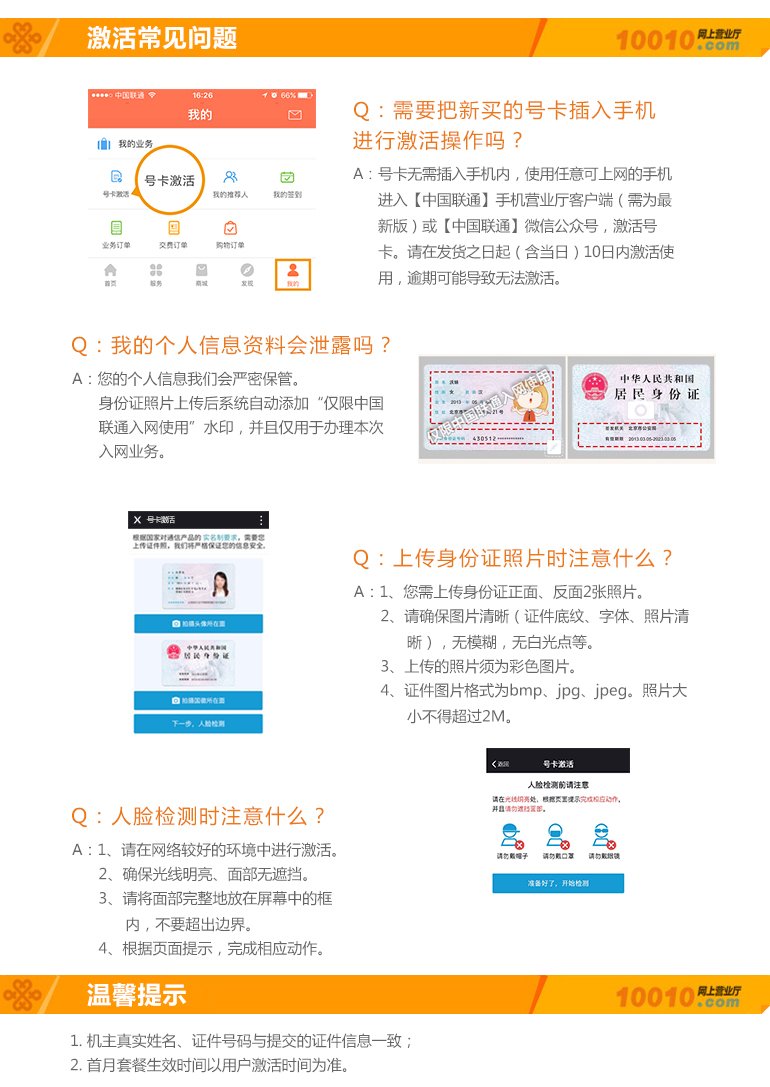 激活常见问题
10010 网上营业厅
.com
中国联通 16:26 66%
我的
我的业务
号卡激活
号卡激活 我的推荐人 我的签到
业务订单 交费订单 购物订单
首页 服务 商城 发现 我的
Q：需要把新买的号卡插入手机
进行激活操作吗？
A：号卡无需插入手机内，使用任意可上网的手机
进入【中国联通】手机营业厅客户端（需为最
新版）或【中国联通】微信公众号，激活号
卡。请在发货之日起（含当日）10日内激活使
用，逾期可能导致无法激活。
Q：我的个人信息资料会泄露吗？
A：您的个人信息我们会严密保管。
身份证照片上传后系统自动添加“仅限中国
联通入网使用”水印，并且仅用于办理本次
入网业务。
仅限中国联通入网使用
430512************
中华人民共和国
居民身份证
签发机关 北京市公安局
有效期限 2013.03.05-2023.03.05
号卡激活
根据国家对通信产品的 实名制要求，需要您
上传证件照，我们将严格保证您的信息安全。
拍摄头像所在面
中华人民共和国
居民身份证
拍摄国徽所在面
下一步，人脸检测
Q：上传身份证照片时注意什么？
A：1、您需上传身份证正面、反面2张照片。
2、请确保图片清晰（证件底纹、字体、照片清
晰），无模糊，无白光点等。
3、上传的照片须为彩色图片。
4、证件图片格式为bmp、jpg、jpeg。照片大
小不得超过2M。
返回 号卡激活
人脸检测前请注意
请在光线明亮处，根据页面提示完成相应动作，
并且请勿遮挡面部。
请勿戴帽子 请勿戴口罩 请勿戴眼镜
准备好了，开始检测
Q：人脸检测时注意什么？
A：1、请在网络较好的环境中进行激活。
2、确保光线明亮、面部无遮挡。
3、请将面部完整地放在屏幕中的框
内，不要超出边界。
4、根据页面提示，完成相应动作。
温馨提示
10010 网上营业厅
.com
1. 机主真实姓名、证件号码与提交的证件信息一致；
2. 首月套餐生效时间以用户激活时间为准。